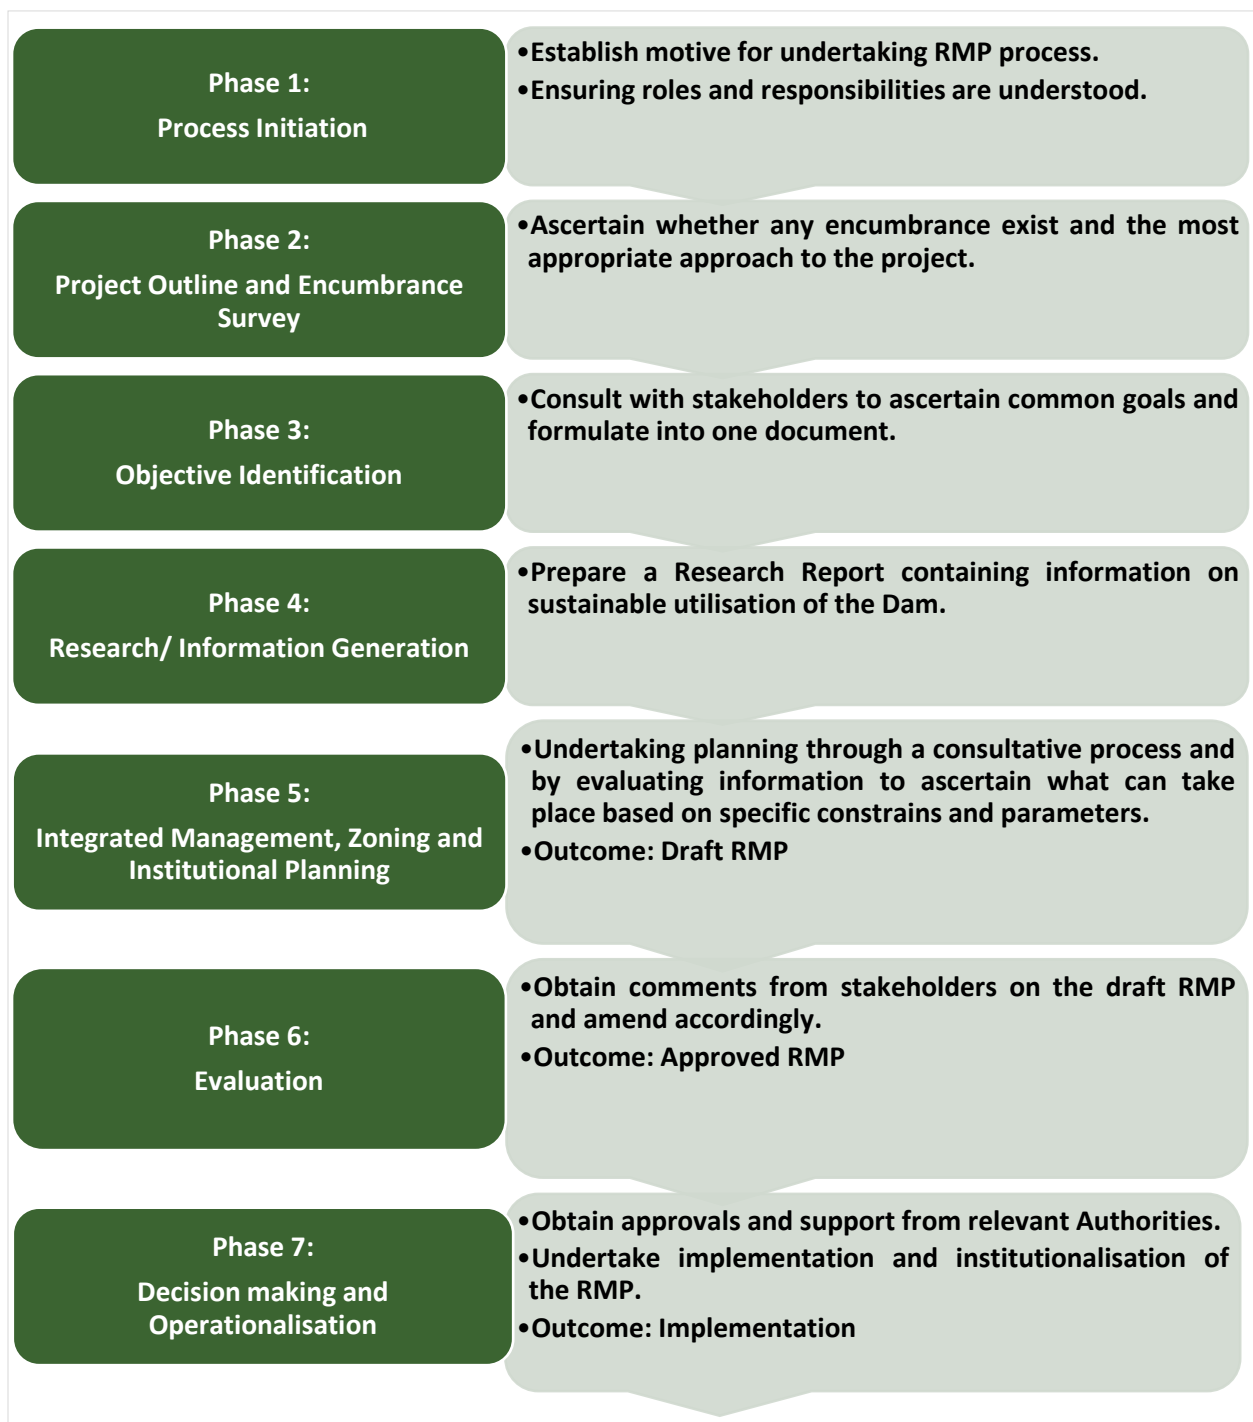 Phase 1:
Process Initiation
•Establish motive for undertaking RMP process.
•Ensuring roles and responsibilities are understood.
Phase 2:
Project Outline and Encumbrance
Survey
•Ascertain whether any encumbrance exist and the most
appropriate approach to the project.
Phase 3:
Objective Identification
•Consult with stakeholders to ascertain common goals and
formulate into one document.
Phase 4:
Research/ Information Generation
•Prepare a Research Report containing information on
sustainable utilisation of the Dam.
Phase 5:
Integrated Management, Zoning and
Institutional Planning
•Undertaking planning through a consultative process and
by evaluating information to ascertain what can take
place based on specific constrains and parameters.
•Outcome: Draft RMP
Phase 6:
Evaluation
•Obtain comments from stakeholders on the draft RMP
and amend accordingly.
•Outcome: Approved RMP
Phase 7:
Decision making and
Operationalisation
•Obtain approvals and support from relevant Authorities.
•Undertake implementation and institutionalisation of
the RMP.
•Outcome: Implementation